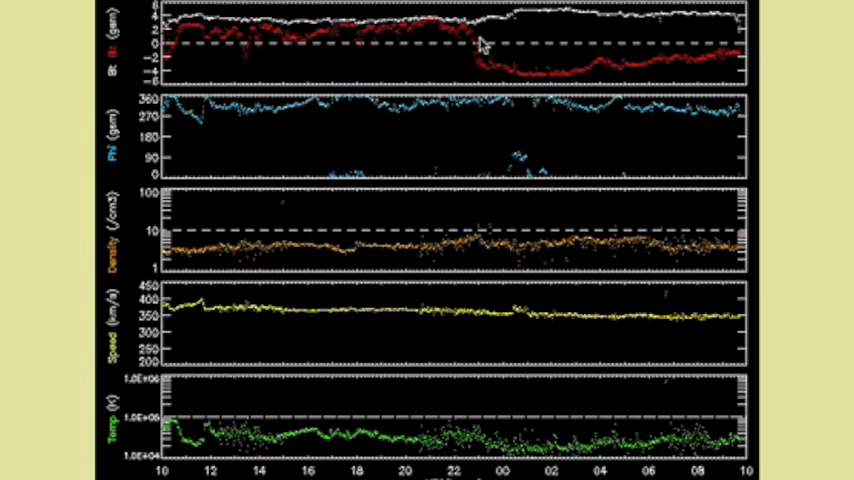 Bt Bz (gsm)
6
4
2
0
-2
-4
-6
Phi (gsm)
360
270
180
90
0
Density (/cm3)
100
10
1
Speed (km/s)
450
400
350
300
250
200
Temp (K)
1.0E+06
1.0E+05
1.0E+04
10 12 14 16 18 20 22 00 02 04 06 08 10